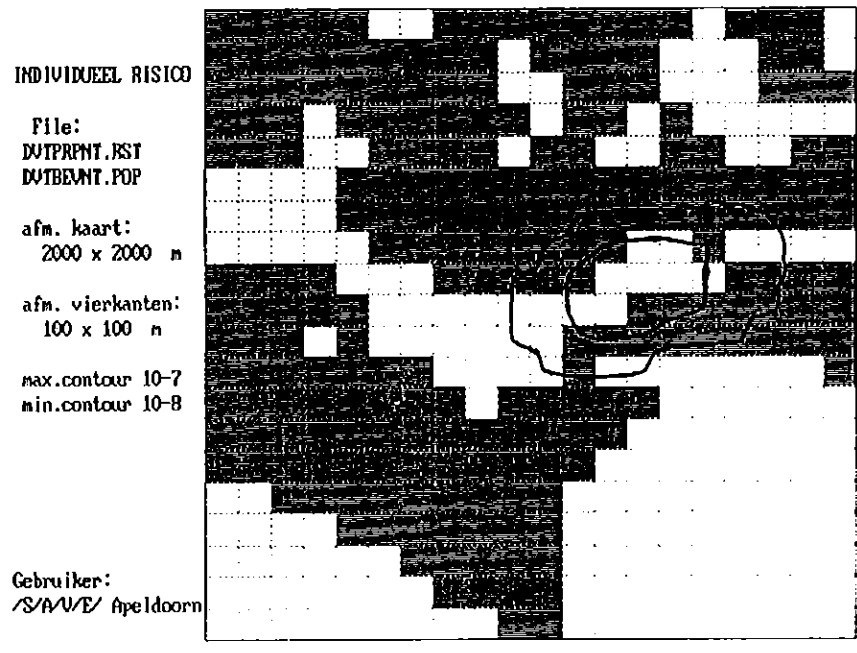 INDIVIDUEEL RISICO
File:
DVTPRPNT.RST
DVTBEVNT.POP
afm. kaart:
2000 x 2000 m
afm. vierkanten:
100 x 100 m
max.contour 10-7
min.contour 10-8
Gebruiker:
/S/A/V/E/ Apeldoorn